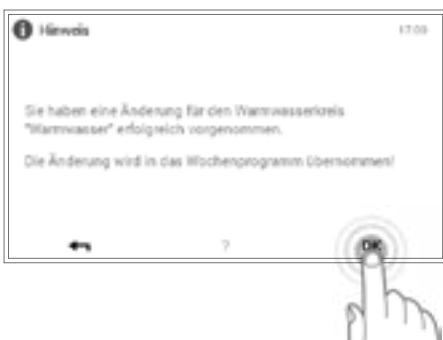 Hinweis 17:03
Sie haben eine Änderung für den Warmwasserkreis
"Warmwasser" erfolgreich vorgenommen.
Die Änderung wird in das Wochenprogramm übernommen!
? OK